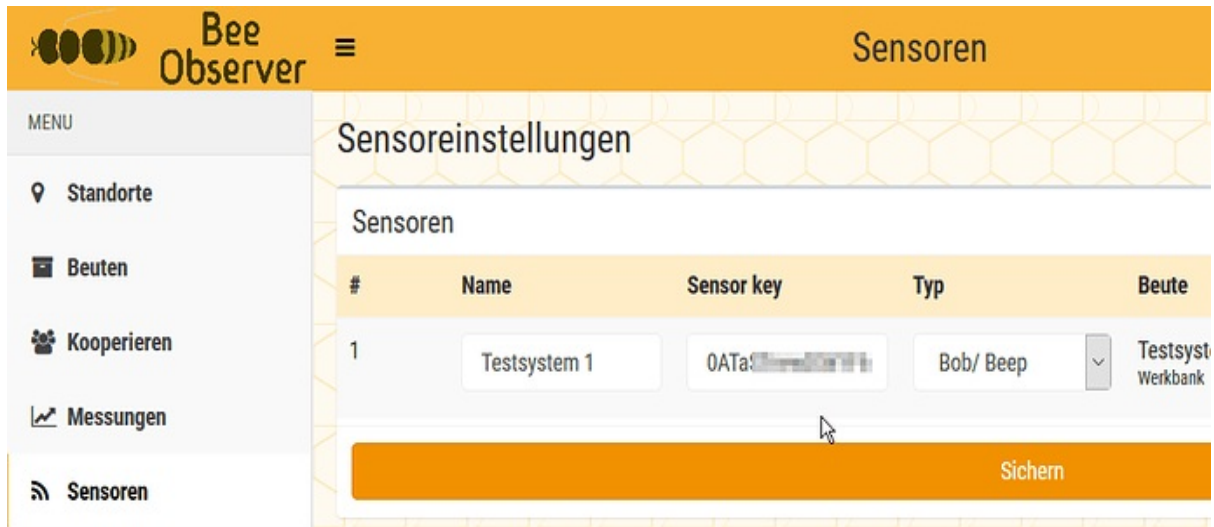 Bee
Observer
Sensoren
MENU
Standorte
Beuten
Kooperieren
Messungen
Sensoren
Sensoreinstellungen
Sensoren
# Name Sensor key Typ Beute
1 Testsystem 1 Bob/ Beep
Werkbank
Sichern